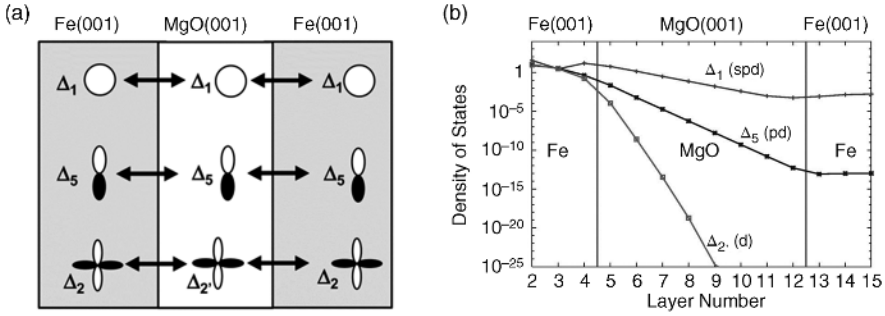 (a)
Fe(001) MgO(001) Fe(001)
Δ1 Δ1 Δ1
Δ5 Δ5 Δ5
Δ2 Δ2' Δ2
(b)
Fe(001) MgO(001) Fe(001)
Density of States
1
10-5
10-10
10-15
10-20
10-25
Δ1 (spd)
Δ5 (pd)
Fe MgO Fe
Δ2' (d)
2 3 4 5 6 7 8 9 10 11 12 13 14 15
Layer Number